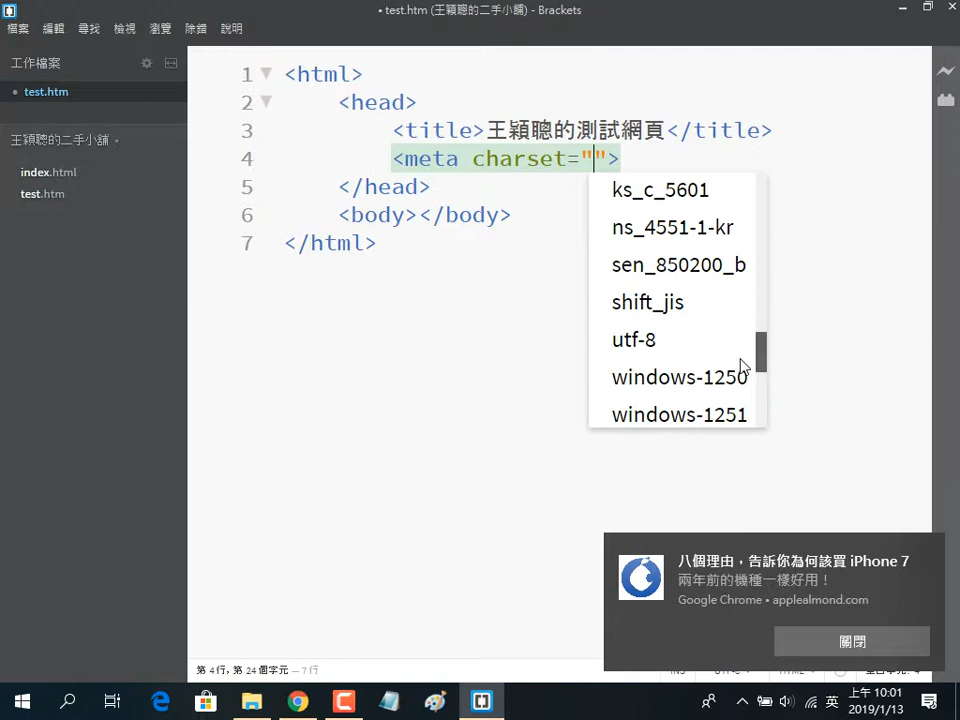 • test.htm (王穎聰的二手小舖) - Brackets
檔案 編輯 尋找 檢視 瀏覽 除錯 說明
工作檔案
• test.htm
王穎聰的二手小舖
index.html
test.htm
1 <html>
2 <head>
3 <title>王穎聰的測試網頁</title>
4 <meta charset="">
5 </head>
6 <body></body>
7 </html>
ks_c_5601
ns_4551-1-kr
sen_850200_b
shift_jis
utf-8
windows-1250
windows-1251
八個理由，告訴你為何該買 iPhone 7
兩年前的機種一樣好用！
Google Chrome • applealmond.com
關閉
第 4 行, 第 24 個字元 — 7 行
英
上午 10:01
2019/1/13